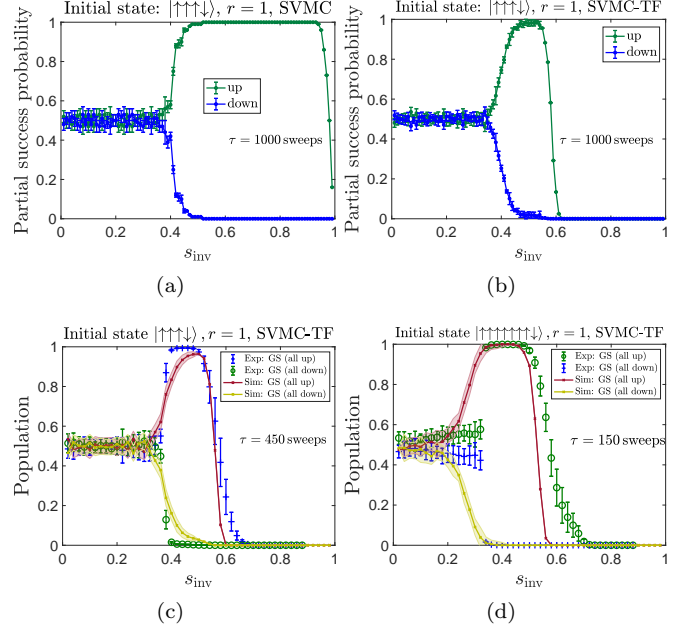 Initial state: |↑↑↑↓⟩, r = 1, SVMC
Partial success probability
1
0.8
0.6
0.4
0.2
0
up
down
τ = 1000 sweeps
0 0.2 0.4 0.6 0.8 1
s_inv
(a)
Initial state: |↑↑↑↓⟩, r = 1, SVMC-TF
Partial success probability
1
0.8
0.6
0.4
0.2
0
up
down
τ = 1000 sweeps
0 0.2 0.4 0.6 0.8 1
s_inv
(b)
Initial state |↑↑↑↓⟩, r = 1, SVMC-TF
Population
1
0.8
0.6
0.4
0.2
0
Exp: GS (all up)
Exp: GS (all down)
Sim: GS (all up)
Sim: GS (all down)
τ = 450 sweeps
0 0.2 0.4 0.6 0.8 1
s_inv
(c)
Initial state |↑↑↑↑↑↑↑↓⟩, r = 1, SVMC-TF
Population
1
0.8
0.6
0.4
0.2
0
Exp: GS (all up)
Exp: GS (all down)
Sim: GS (all up)
Sim: GS (all down)
τ = 150 sweeps
0 0.2 0.4 0.6 0.8 1
s_inv
(d)